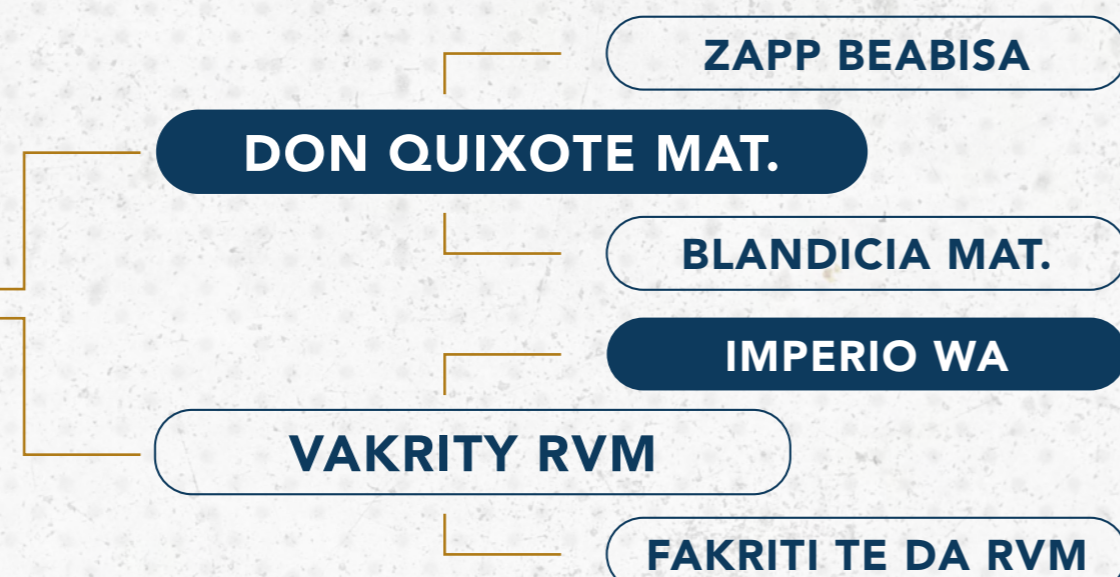 ZAPP BEABISA
DON QUIXOTE MAT.
BLANDICIA MAT.
IMPERIO WA
VAKRITY RVM
FAKRITI TE DA RVM